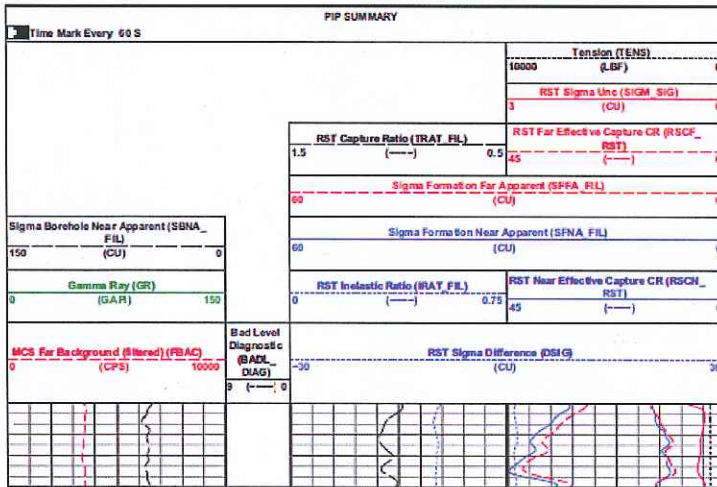 PIP SUMMARY
Time Mark Every 60 S
Tension (TENS)
10000 (LBF)
RST Sigma Unc (SIGM_SIG)
3 (CU)
RST Capture Ratio (TRAT_FIL)
1.5 (----) 0.5
RST Far Effective Capture CR (RSCF_
RST)
45 (----)
Sigma Formation Far Apparent (SFFA_FIL)
60 (CU)
Sigma Borehole Near Apparent (SBNA_
FIL)
150 (CU) 0
Sigma Formation Near Apparent (SFNA_FIL)
60 (CU)
Gamma Ray (GR)
0 (GAPI) 150
RST Inelastic Ratio (IRAT_FIL)
0 (----) 0.75
RST Near Effective Capture CR (RSCN_
RST)
45 (----)
MCS Far Background (filtered) (FBAC)
0 (CPS) 10000
Bad Level
Diagnostic
(BADL_
DIAG)
9 (----) 0
RST Sigma Difference (DSIG)
-30 (CU)